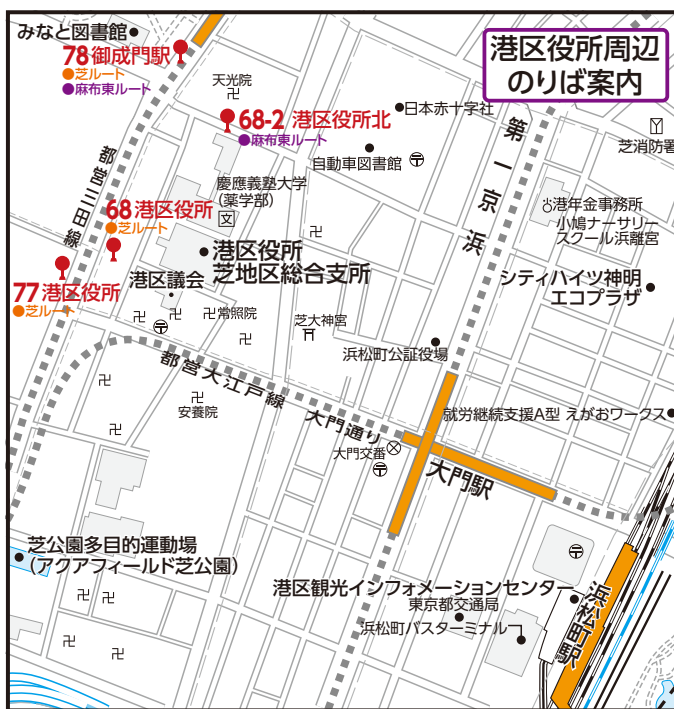 港区役所周辺
のりば案内
みなと図書館
78 御成門駅
●芝ルート
●麻布東ルート
天光院
68-2 港区役所北
●麻布東ルート
日本赤十字社
自動車図書館
第一京浜
芝消防署
都営三田線
慶應義塾大学
(薬学部)
68 港区役所
●芝ルート
港年金事務所
小鳩ナーサリー
スクール浜離宮
港区役所
芝地区総合支所
77 港区役所
●芝ルート
港区議会
シティハイツ神明
エコプラザ
常照院
芝大神宮
浜松町公証役場
都営大江戸線
安養院
大門通り
就労継続支援A型 えがおワークス
大門交番
大門駅
芝公園多目的運動場
(アクアフィールド芝公園)
港区観光インフォメーションセンター
東京都交通局
浜松町バスターミナル
浜松町駅